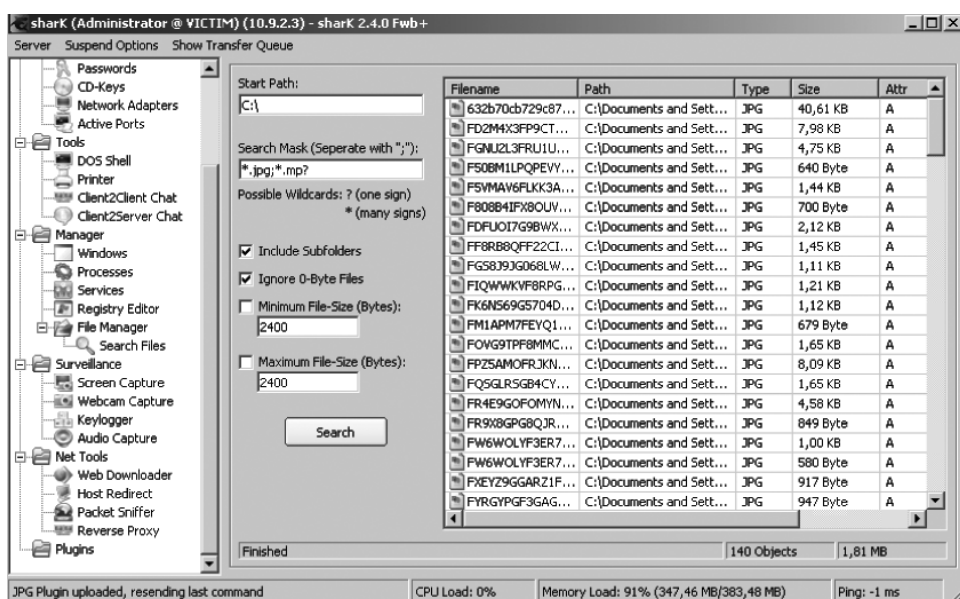 sharK (Administrator @ VICTIM) (10.9.2.3) - sharK 2.4.0 Fwb+
Server Suspend Options Show Transfer Queue
Passwords
CD-Keys
Network Adapters
Active Ports
Tools
DOS Shell
Printer
Client2Client Chat
Client2Server Chat
Manager
Windows
Processes
Services
Registry Editor
File Manager
Search Files
Surveillance
Screen Capture
Webcam Capture
Keylogger
Audio Capture
Net Tools
Web Downloader
Host Redirect
Packet Sniffer
Reverse Proxy
Plugins
Start Path:
C:\
Search Mask (Seperate with ";"):
*.jpg;*.mp?
Possible Wildcards: ? (one sign)
* (many signs)
Include Subfolders
Ignore 0-Byte Files
Minimum File-Size (Bytes):
2400
Maximum File-Size (Bytes):
2400
Search
Filename Path Type Size Attr
632b70cb729c87... C:\Documents and Sett... JPG 40,61 KB A
FD2M4X3FP9CT... C:\Documents and Sett... JPG 7,98 KB A
FGNU2L3FRU1U... C:\Documents and Sett... JPG 4,75 KB A
F50BM1LPQPEVY... C:\Documents and Sett... JPG 640 Byte A
F5VMAV6FLKK3A... C:\Documents and Sett... JPG 1,44 KB A
F808B4IFX8OUV... C:\Documents and Sett... JPG 700 Byte A
FDFUOI7G9BWX... C:\Documents and Sett... JPG 2,12 KB A
FF8RB8QFF22CI... C:\Documents and Sett... JPG 1,45 KB A
FGS8J9JG068LW... C:\Documents and Sett... JPG 1,11 KB A
FIQWWKVF8RPG... C:\Documents and Sett... JPG 1,21 KB A
FK6NS69G5704D... C:\Documents and Sett... JPG 1,12 KB A
FM1APM7FEYQ1... C:\Documents and Sett... JPG 679 Byte A
FOVG9TPF8MMC... C:\Documents and Sett... JPG 1,65 KB A
FPZ5AMOFRJKN... C:\Documents and Sett... JPG 8,09 KB A
FQSGLRSGB4CY... C:\Documents and Sett... JPG 1,65 KB A
FR4E9GOFOMYN... C:\Documents and Sett... JPG 4,58 KB A
FR9X8GPG8QJR... C:\Documents and Sett... JPG 849 Byte A
FW6WOLYF3ER7... C:\Documents and Sett... JPG 1,00 KB A
FW6WOLYF3ER7... C:\Documents and Sett... JPG 580 Byte A
FXEYZ9GGARZ1F... C:\Documents and Sett... JPG 917 Byte A
FYRGYPGF3GAG... C:\Documents and Sett... JPG 947 Byte A
Finished 140 Objects 1,81 MB
JPG Plugin uploaded, resending last command CPU Load: 0% Memory Load: 91% (347,46 MB/383,48 MB) Ping: -1 ms